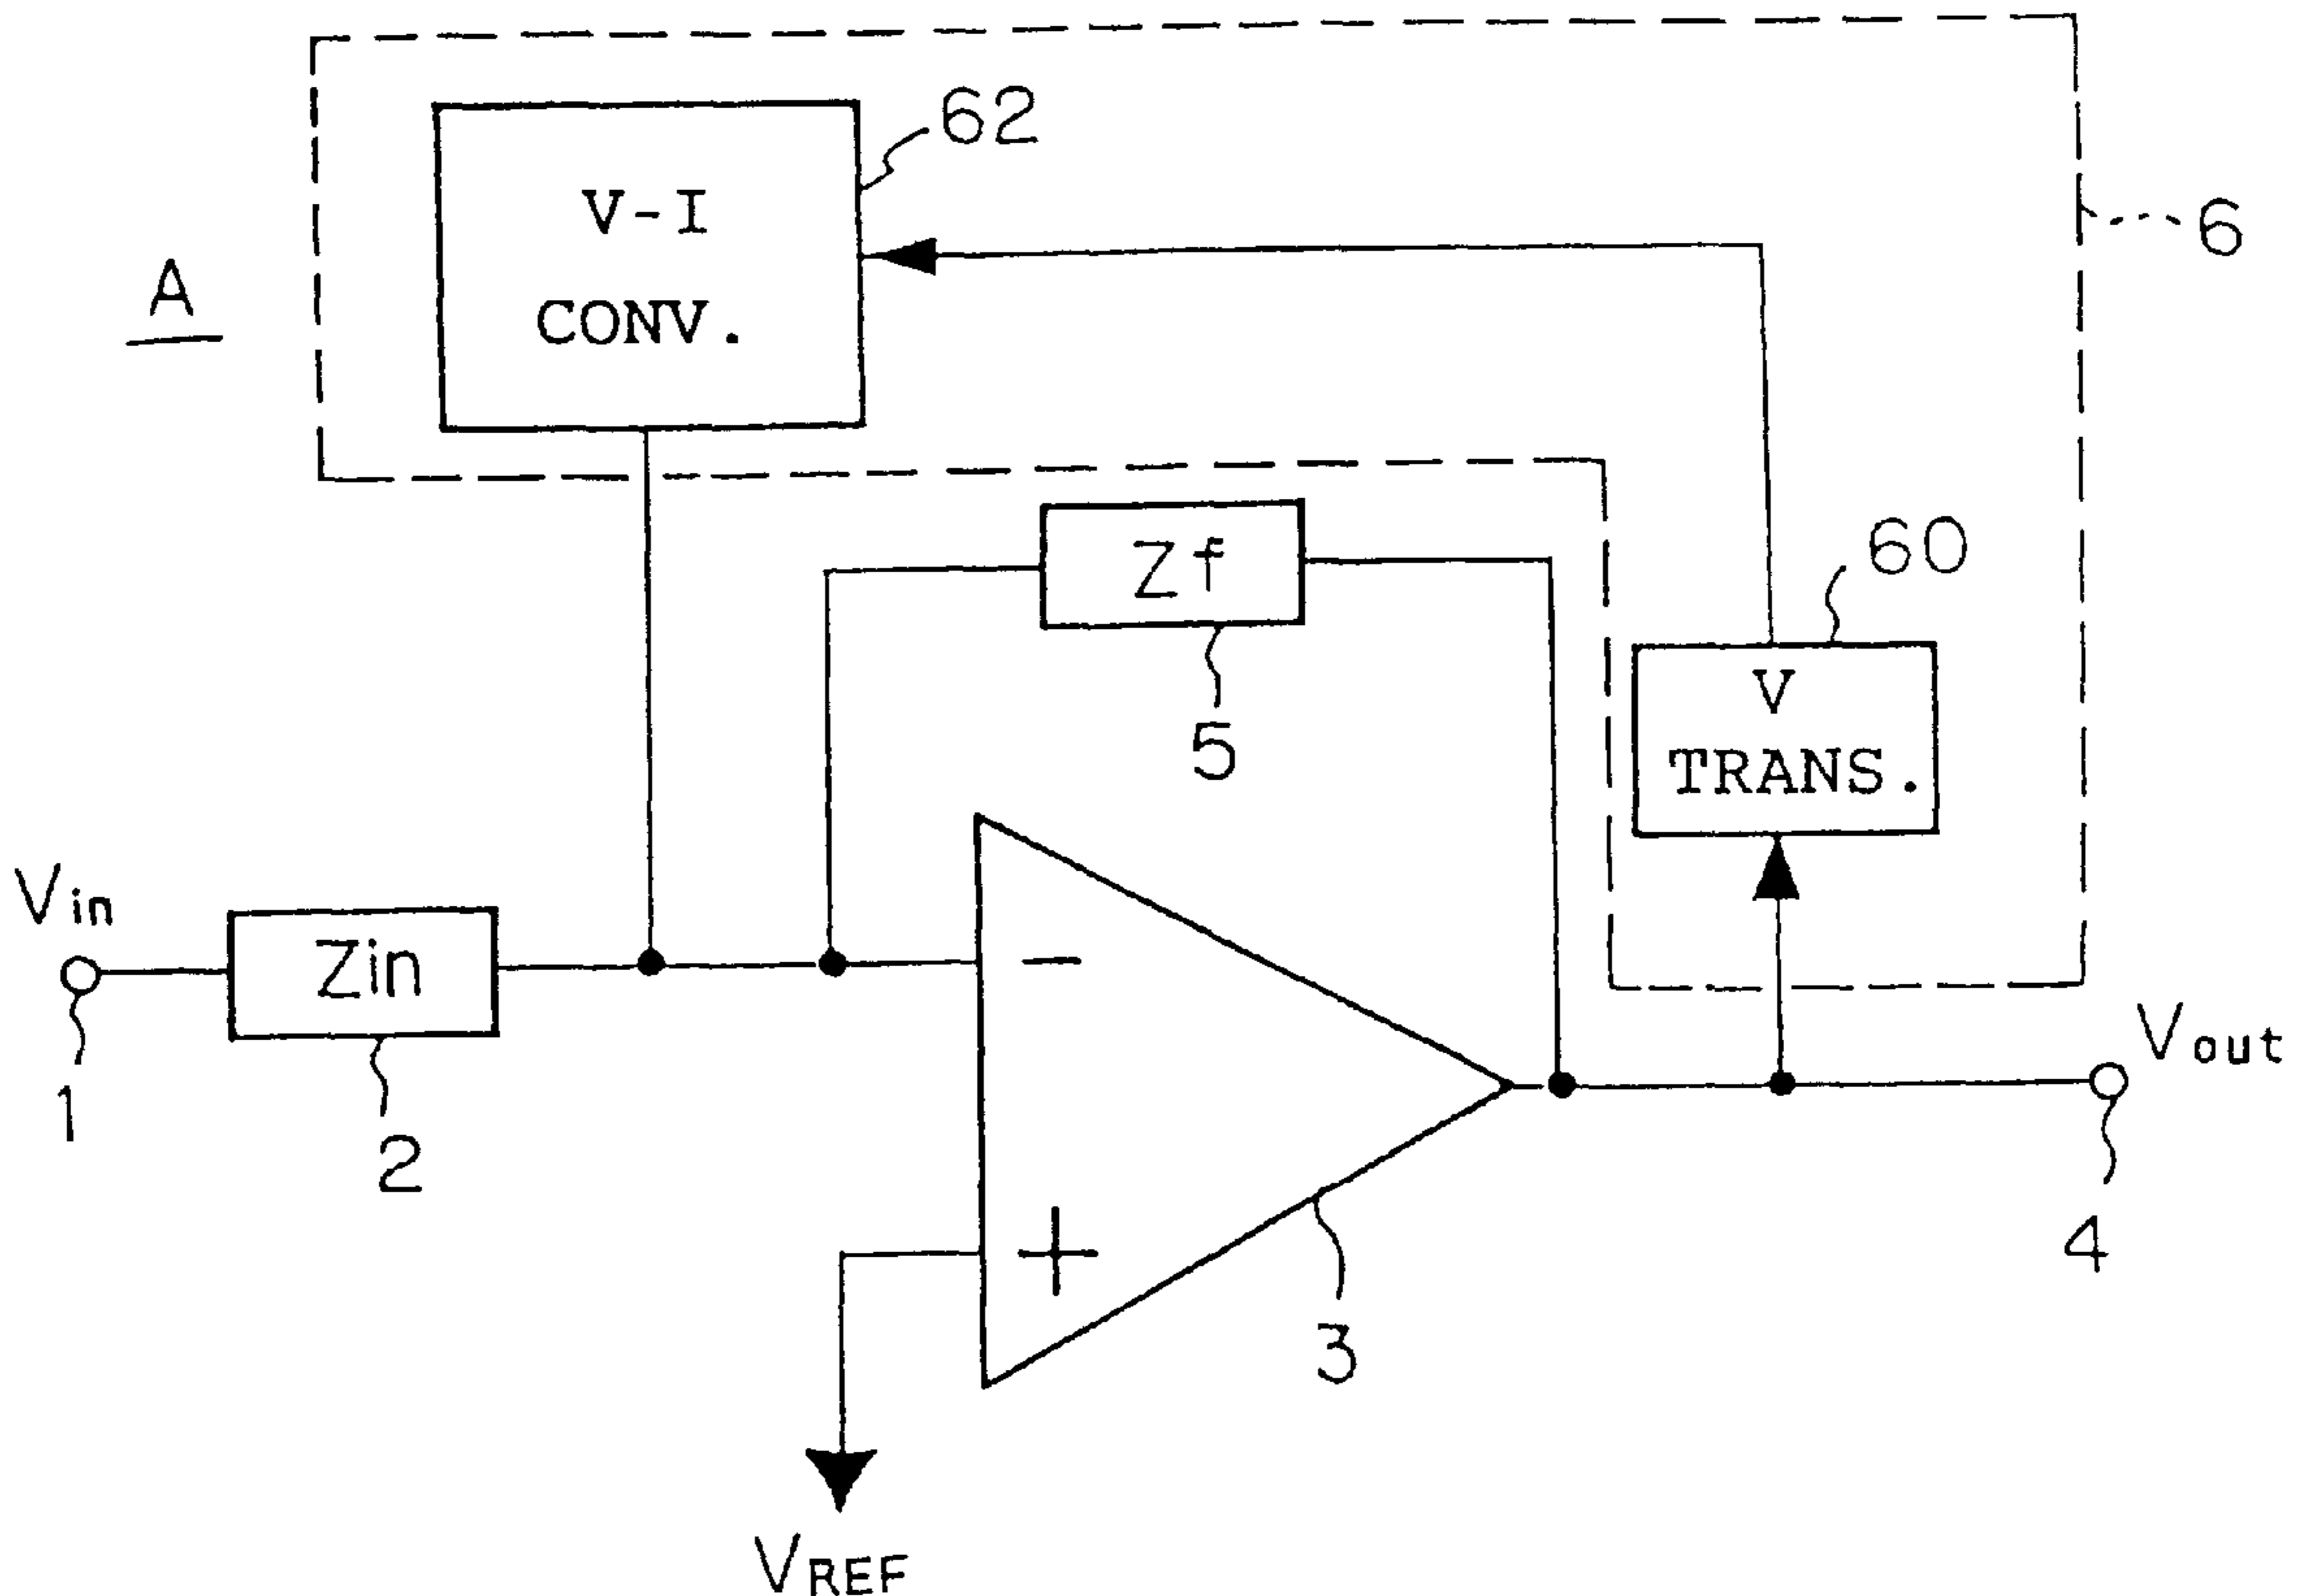 62
V-I
CONV.
6
A
Zf
60
5
V
TRANS.
Vin
Zin
-
Vout
1
2
+
3
4
VREF